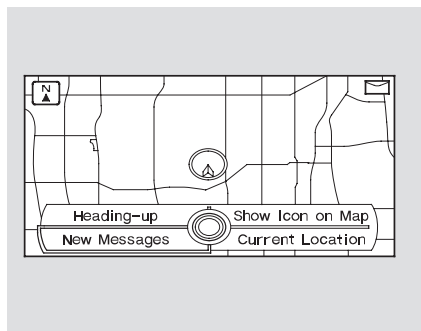 N
Heading-up
Show Icon on Map
New Messages
Current Location